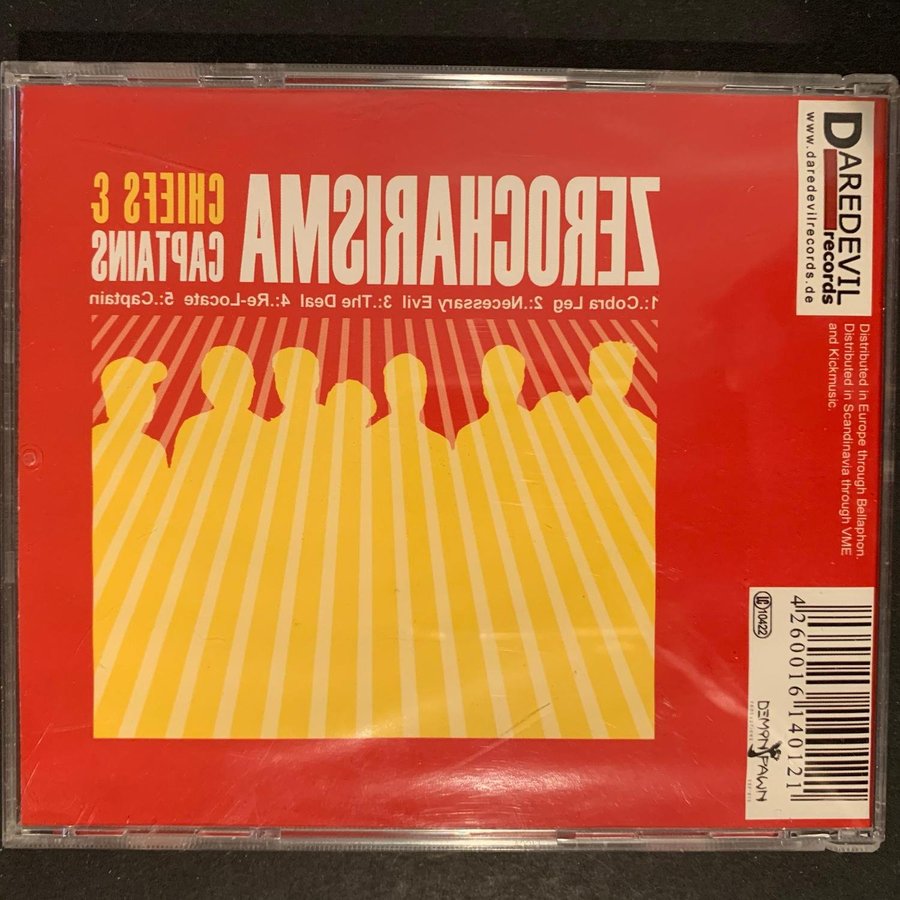 ZEROCHARISMA
CHIEFS &
CAPTAINS
1.:Cobra Leg 2.:Necessary Evil 3.:The Deal 4.:Re-Locate 5.:Captain
DAREDEVIL
records
www.daredevilrecords.de
Distributed in Europe through Bellaphon.
Distributed in Scandinavia through VME
and Kickmusic.
LC 10422
4 260016 140121
DEMONSPAWN